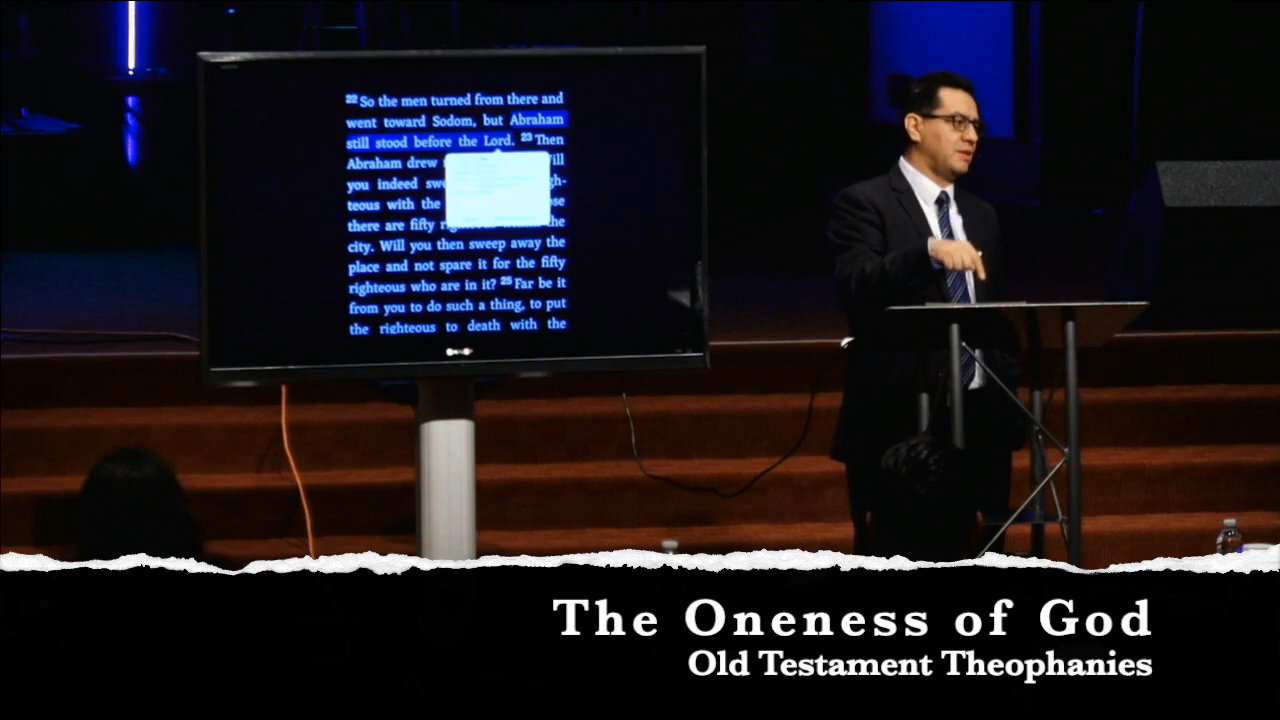 22 So the men turned from there and
went toward Sodom, but Abraham
still stood before the Lord. 23 Then
Abraham drew
you indeed
teous with the
there are fifty the
city. Will you then sweep away the
place and not spare it for the fifty
righteous who are in it? 25 Far be it
from you to do such a thing, to put
the righteous to death with the
The Oneness of God
Old Testament Theophanies